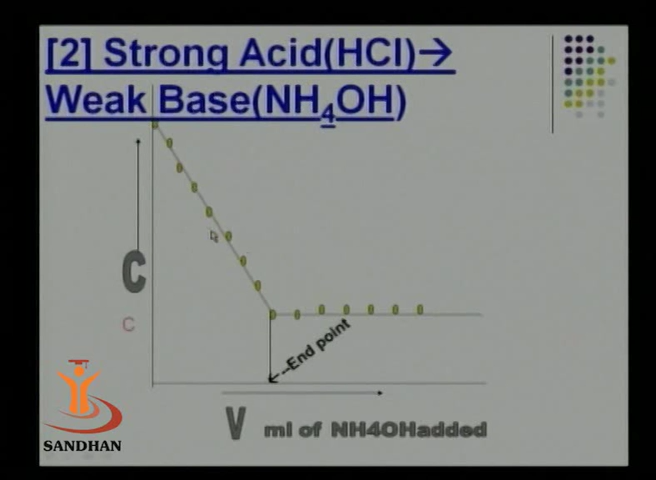 [2] Strong Acid(HCl)→
Weak Base(NH4OH)
C
C
←--End point
V ml of NH4OHadded
SANDHAN